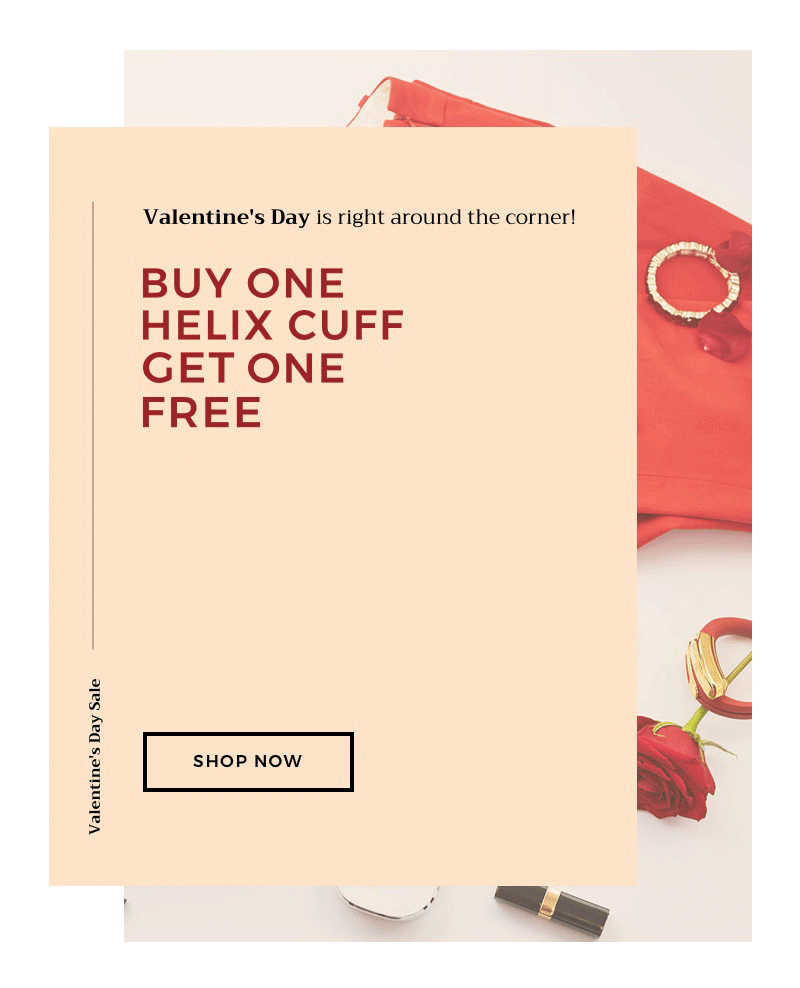 Valentine's Day is right around the corner!
BUY ONE
HELIX CUFF
GET ONE
FREE
Valentine's Day Sale
SHOP NOW